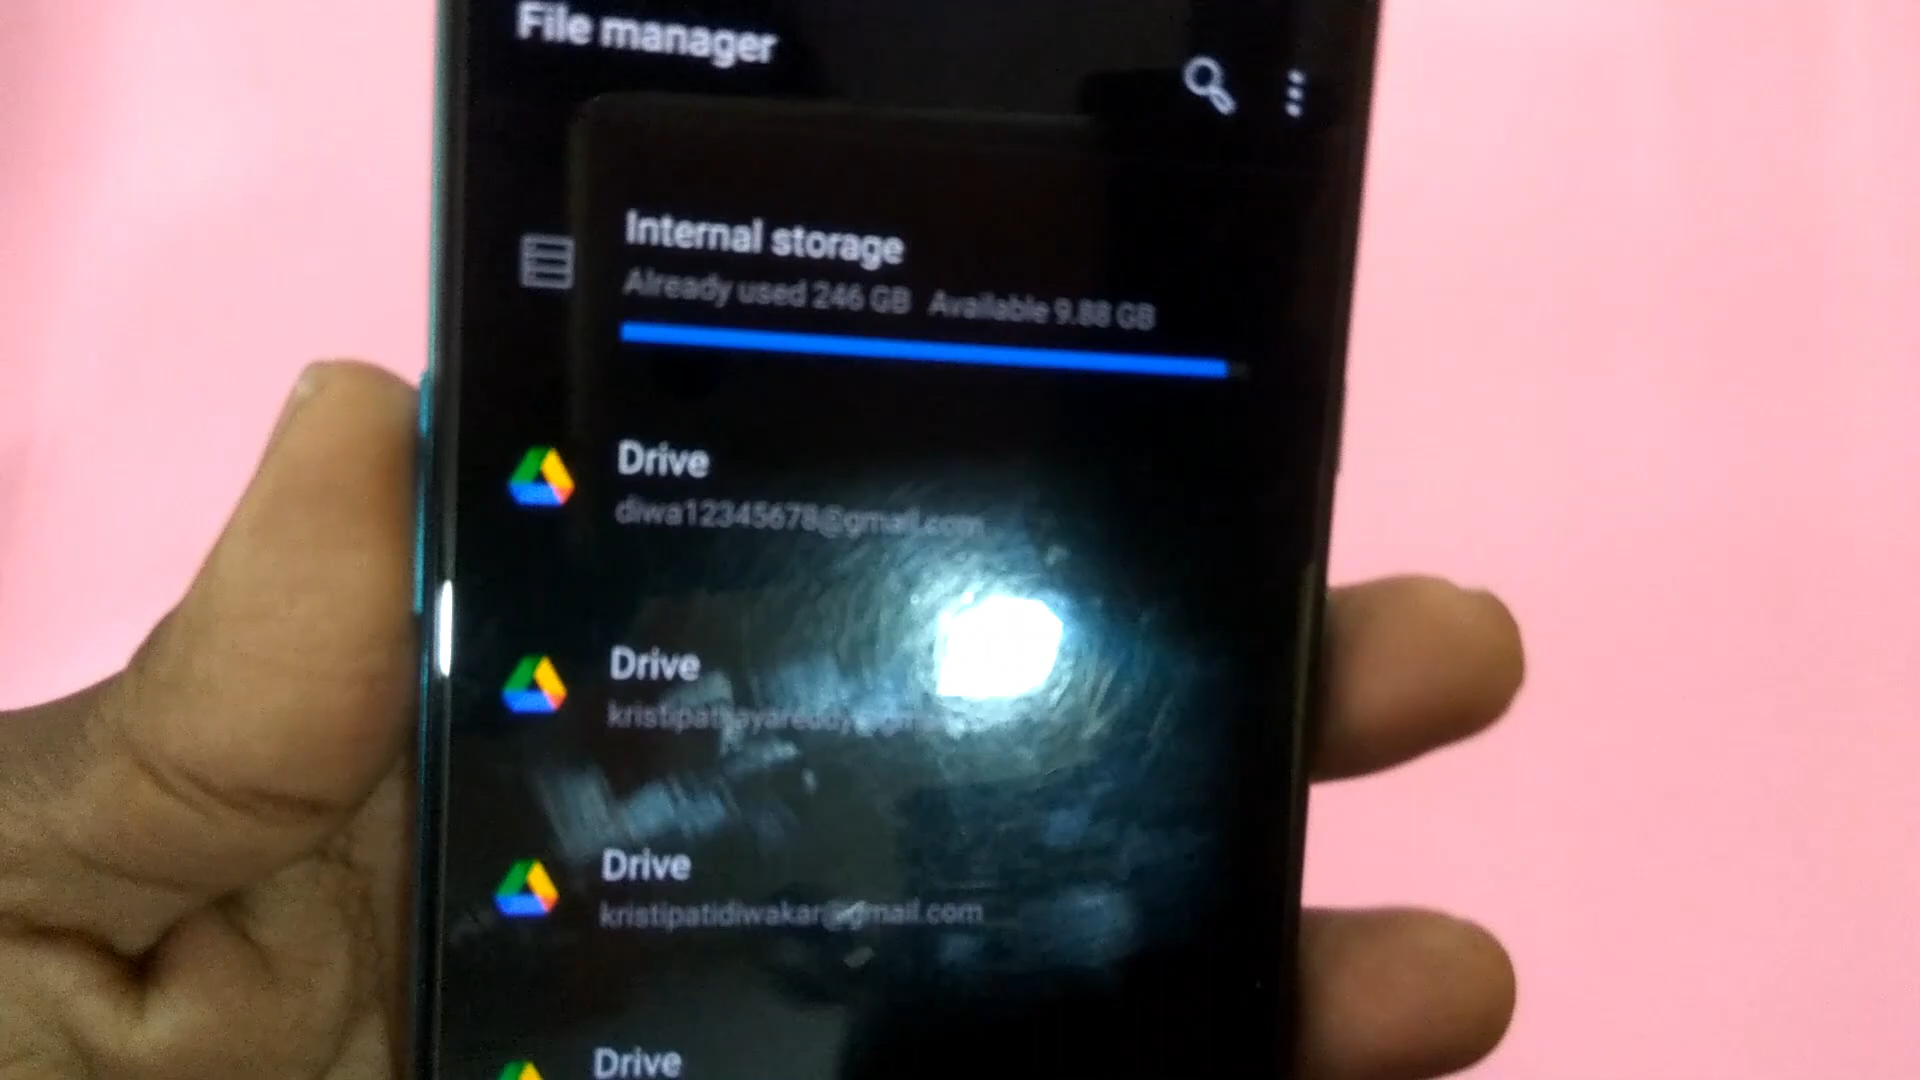 File manager
Internal storage
Already used 246 GB Available 9.88 GB
Drive
diwa12345678@gmail.com
Drive
Drive
kristipatidiwakar@gmail.com
Drive